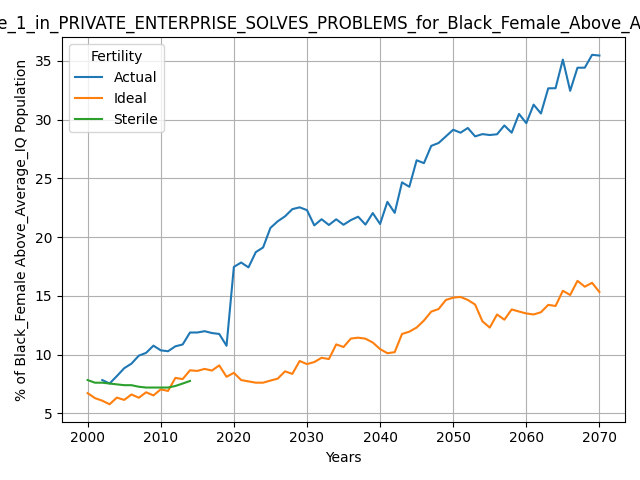 e_1_in_PRIVATE_ENTERPRISE_SOLVES_PROBLEMS_for_Black_Female_Above_A
Fertility
Actual
Ideal
Sterile
% of Black_Female Above_Average_IQ Population
35
30
25
20
15
10
5
2000 2010 2020 2030 2040 2050 2060 2070
Years